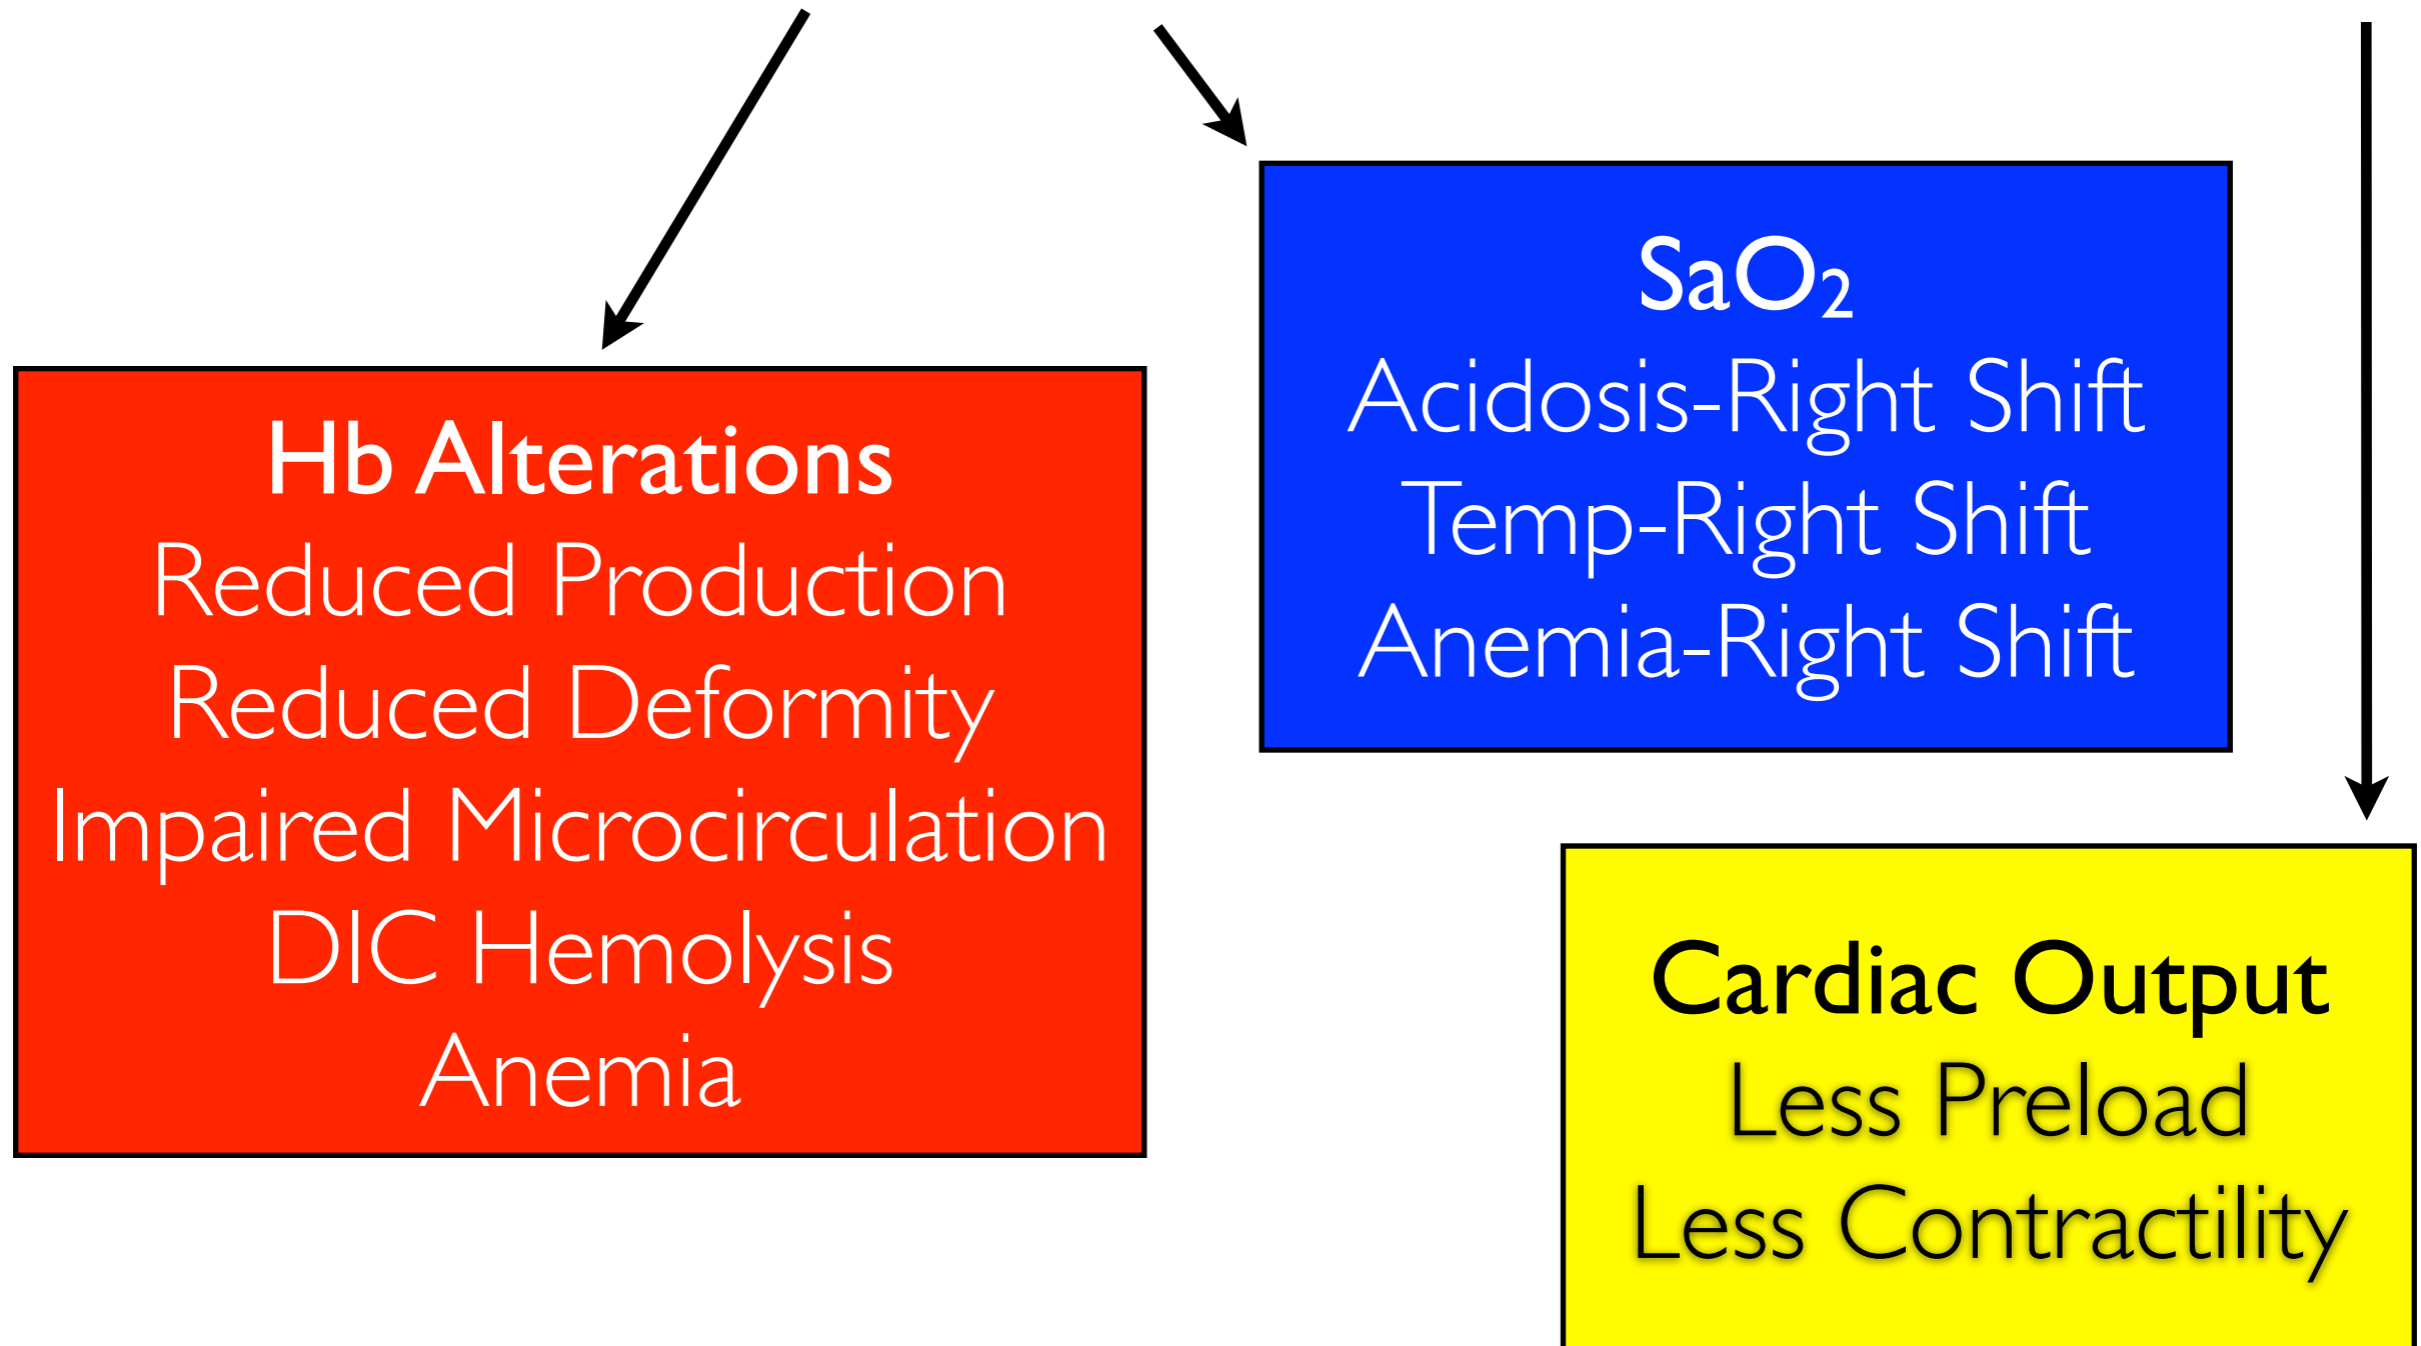 Hb Alterations
Reduced Production
Reduced Deformity
Impaired Microcirculation
DIC Hemolysis
Anemia
SaO₂
Acidosis-Right Shift
Temp-Right Shift
Anemia-Right Shift
Cardiac Output
Less Preload
Less Contractility